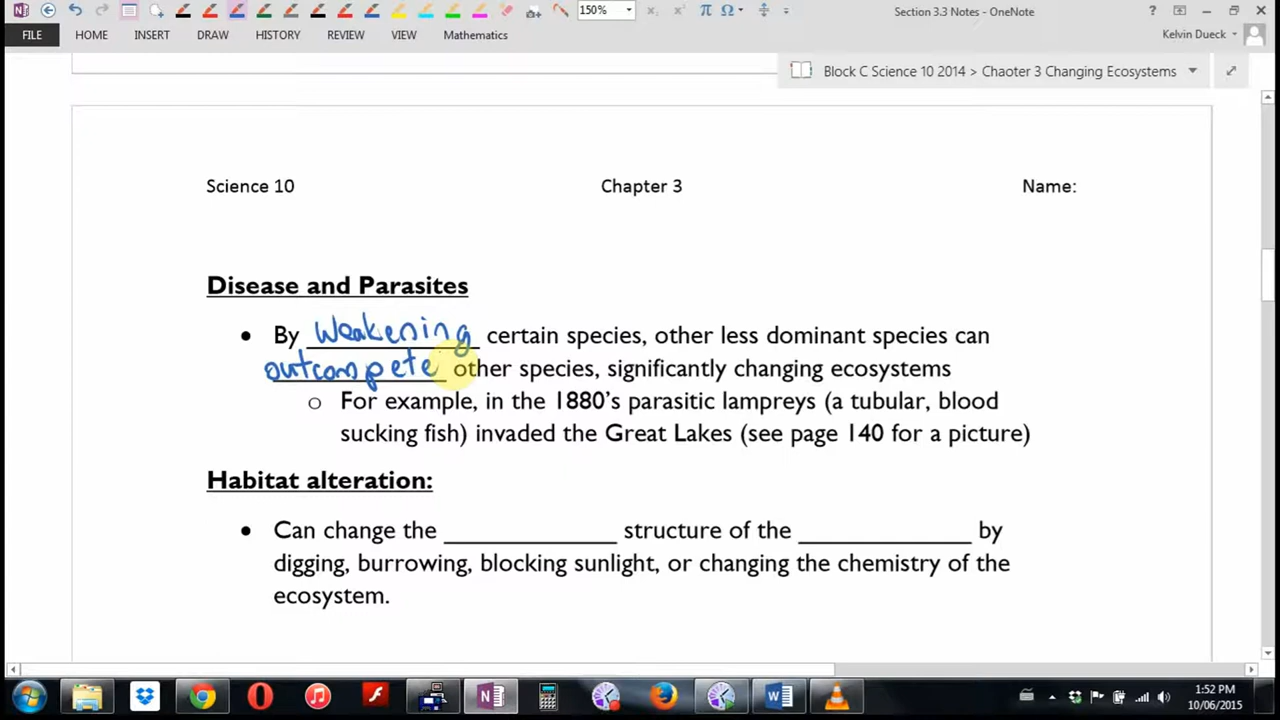 150%
Section 3.3 Notes - OneNote
FILE HOME INSERT DRAW HISTORY REVIEW VIEW Mathematics
Kelvin Dueck
Block C Science 10 2014 > Chaoter 3 Changing Ecosystems
Science 10 Chapter 3 Name:
Disease and Parasites
• By weakening certain species, other less dominant species can
outcompete other species, significantly changing ecosystems
o For example, in the 1880's parasitic lampreys (a tubular, blood
sucking fish) invaded the Great Lakes (see page 140 for a picture)
Habitat alteration:
• Can change the ______________ structure of the ______________ by
digging, burrowing, blocking sunlight, or changing the chemistry of the
ecosystem.
1:52 PM
10/06/2015